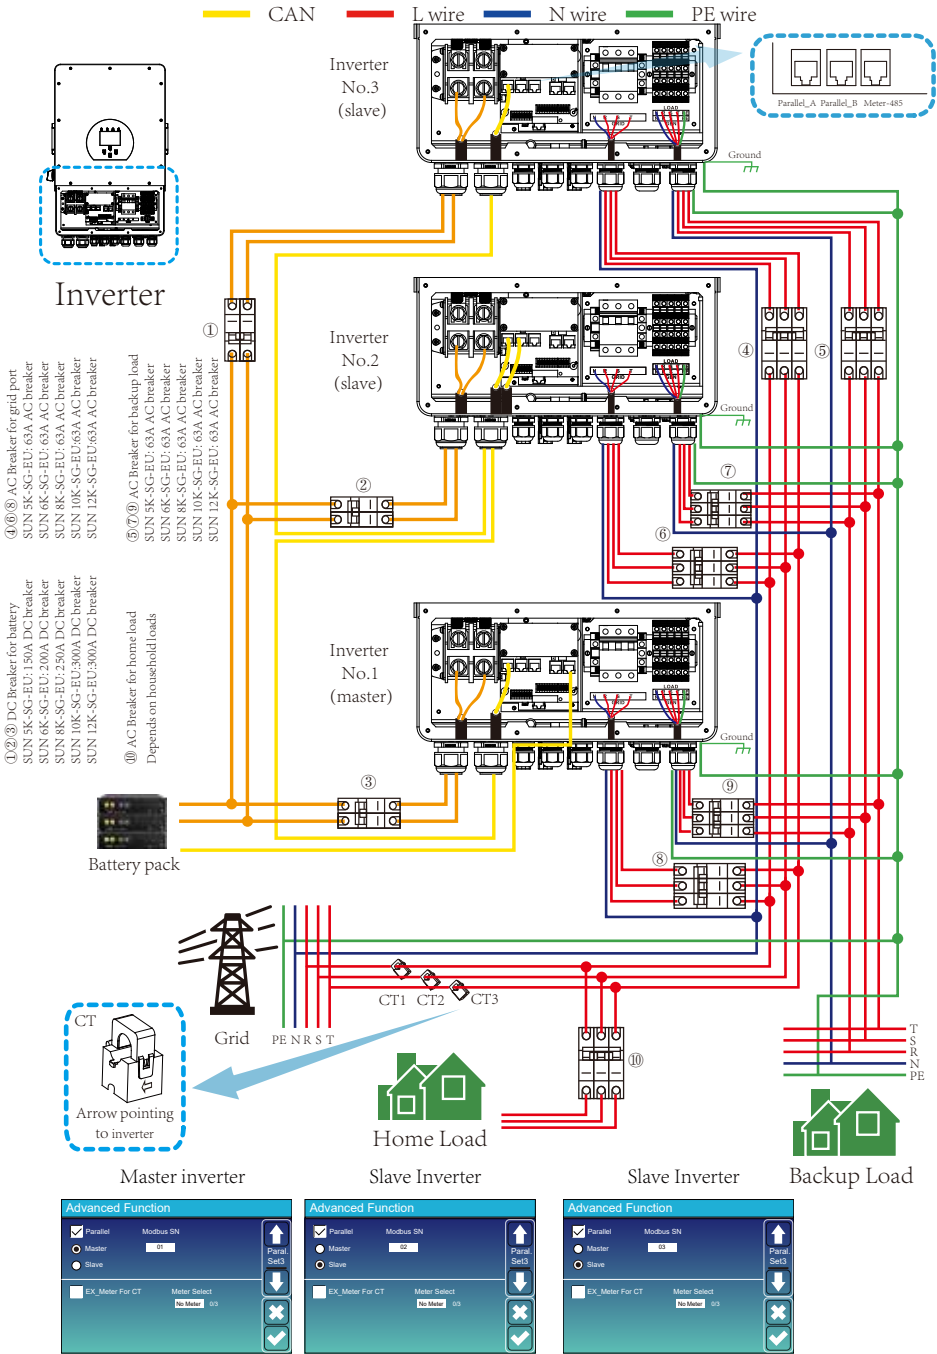 CAN
L wire
N wire
PE wire
Inverter
No.3
(slave)
Parallel_A
Parallel_B
Meter-485
LOAD
GRID
GEN
Ground
Inverter
①
Inverter
No.2
(slave)
④
⑤
LOAD
GRID
GEN
Ground
④⑥⑧ AC Breaker for grid port
SUN 5K-SG-EU: 63A AC breaker
SUN 6K-SG-EU: 63A AC breaker
SUN 8K-SG-EU: 63A AC breaker
SUN 10K-SG-EU:63A AC breaker
SUN 12K-SG-EU:63A AC breaker
⑤⑦⑨ AC Breaker for backup load
SUN 5K-SG-EU: 63A AC breaker
SUN 6K-SG-EU: 63A AC breaker
SUN 8K-SG-EU: 63A AC breaker
SUN 10K-SG-EU: 63A AC breaker
SUN 12K-SG-EU: 63A AC breaker
②
⑦
⑥
①②③ DC Breaker for battery
SUN 5K-SG-EU: 150A DC breaker
SUN 6K-SG-EU: 200A DC breaker
SUN 8K-SG-EU: 250A DC breaker
SUN 10K-SG-EU:300A DC breaker
SUN 12K-SG-EU:300A DC breaker
⑩ AC Breaker for home load
Depends on household loads
Inverter
No.1
(master)
LOAD
GRID
GEN
Ground
③
⑨
Battery pack
⑧
CT1
CT2
CT3
Grid
PE N R S T
CT
Arrow pointing
to inverter
⑩
Home Load
T
S
R
N
PE
Backup Load
Master inverter
Slave Inverter
Slave Inverter
Advanced Function
Parallel
Modbus SN
Master
01
Slave
Paral.
Set3
EX_Meter For CT
Meter Select
No Meter
0/3
Advanced Function
Parallel
Modbus SN
Master
02
Slave
Paral.
Set3
EX_Meter For CT
Meter Select
No Meter
0/3
Advanced Function
Parallel
Modbus SN
Master
03
Slave
Paral.
Set3
EX_Meter For CT
Meter Select
No Meter
0/3